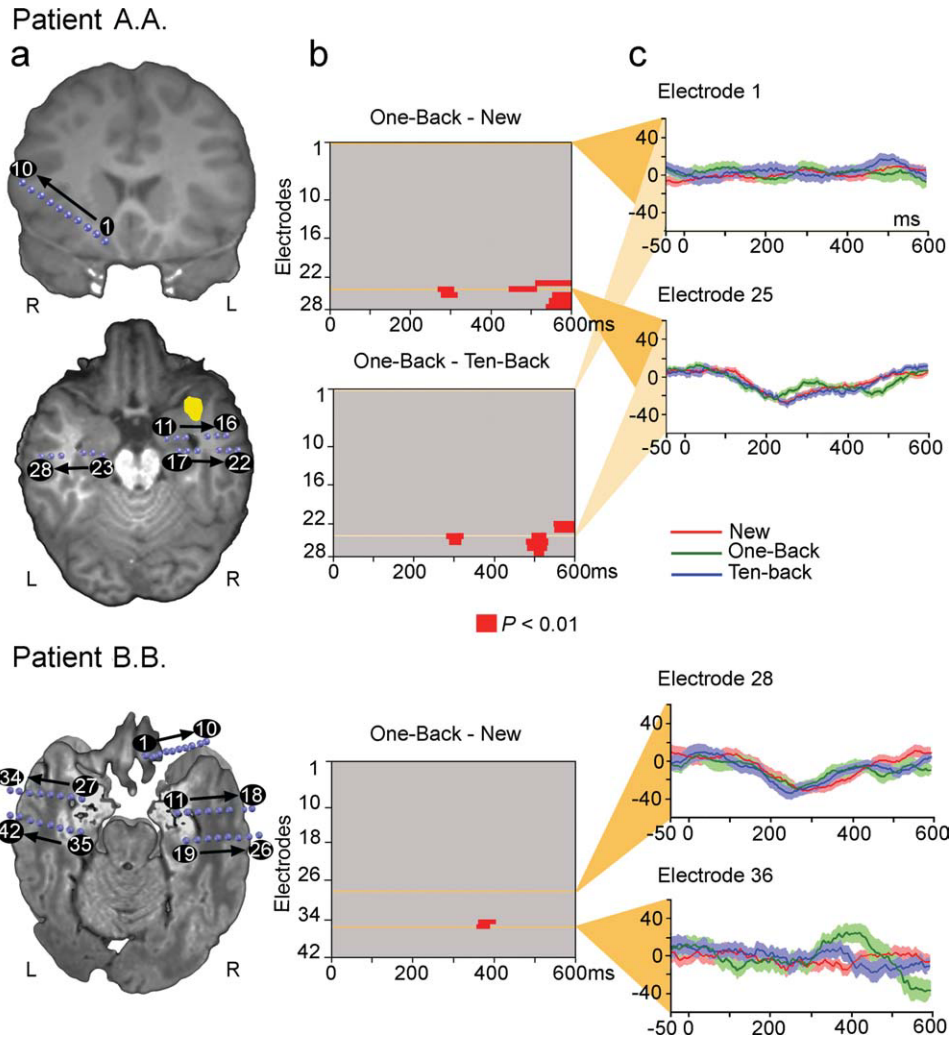 Patient A.A.
a
b
c
10
1
R
L
One-Back - New
Electrodes
1
10
16
22
28
0 200 400 600ms
Electrode 1
40
0
-40
ms
-50 0 200 400 600
11 16
17 22
28 23
L
R
One-Back - Ten-Back
1
10
16
22
28
0 200 400 600ms
P < 0.01
Electrode 25
40
0
-40
-50 0 200 400 600
New
One-Back
Ten-back
Patient B.B.
1 10
34 27
11 18
42 35
19 26
L
R
One-Back - New
Electrodes
1
10
18
26
34
42
0 200 400 600ms
Electrode 28
40
0
-40
-50 0 200 400 600
Electrode 36
40
0
-40
-50 0 200 400 600